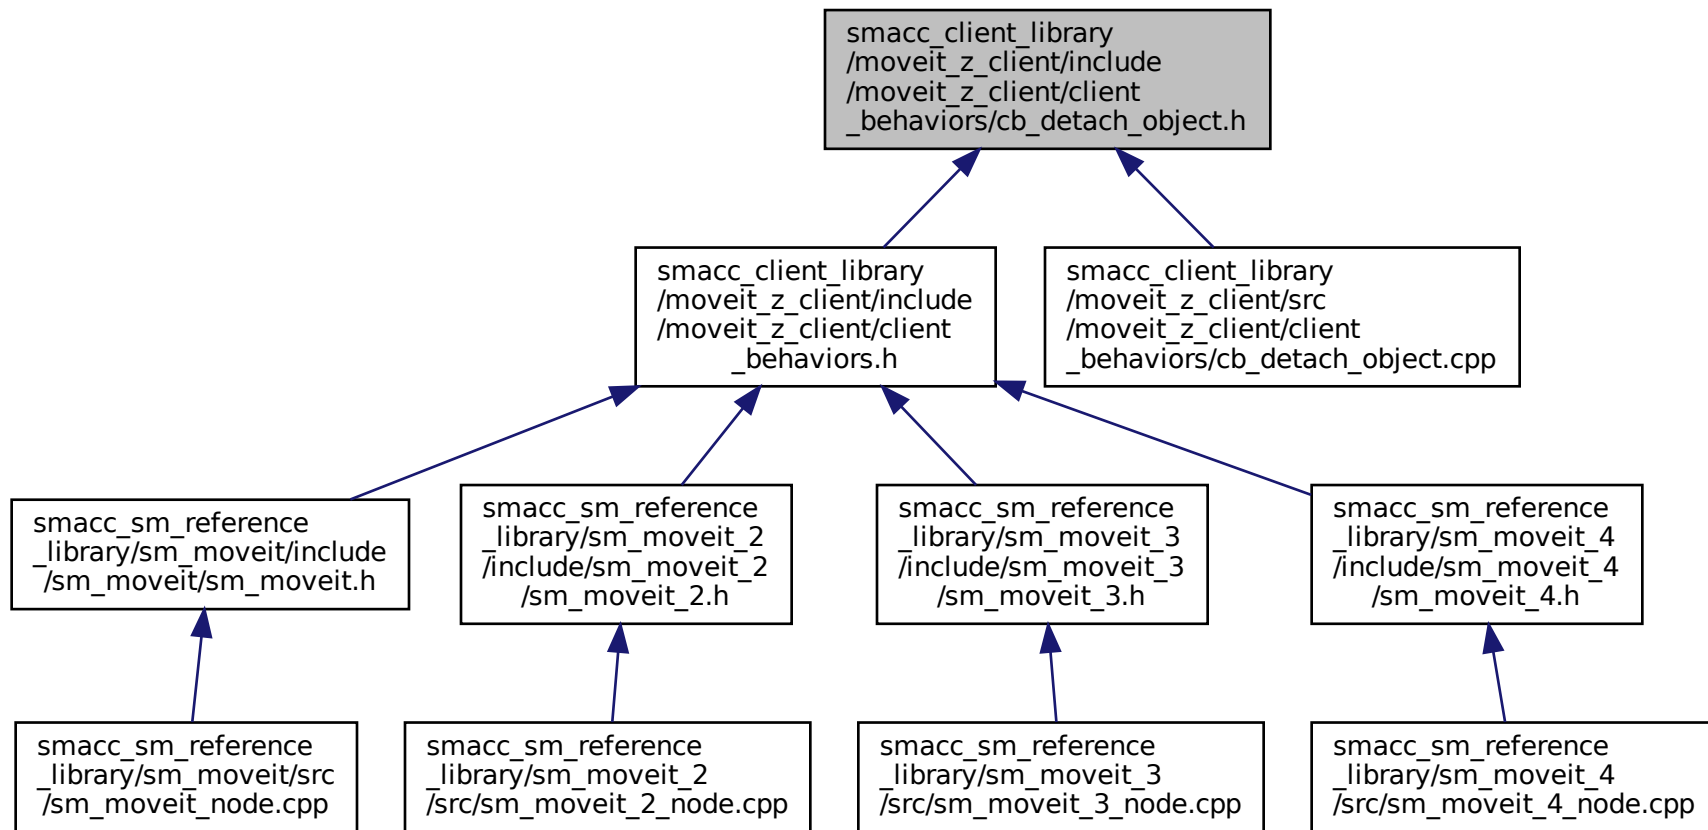 smacc_client_library
/moveit_z_client/include
/moveit_z_client/client
_behaviors/cb_detach_object.h
smacc_client_library
/moveit_z_client/include
/moveit_z_client/client
_behaviors.h
smacc_client_library
/moveit_z_client/src
/moveit_z_client/client
_behaviors/cb_detach_object.cpp
smacc_sm_reference
_library/sm_moveit/include
/sm_moveit/sm_moveit.h
smacc_sm_reference
_library/sm_moveit_2
/include/sm_moveit_2
/sm_moveit_2.h
smacc_sm_reference
_library/sm_moveit_3
/include/sm_moveit_3
/sm_moveit_3.h
smacc_sm_reference
_library/sm_moveit_4
/include/sm_moveit_4
/sm_moveit_4.h
smacc_sm_reference
_library/sm_moveit/src
/sm_moveit_node.cpp
smacc_sm_reference
_library/sm_moveit_2
/src/sm_moveit_2_node.cpp
smacc_sm_reference
_library/sm_moveit_3
/src/sm_moveit_3_node.cpp
smacc_sm_reference
_library/sm_moveit_4
/src/sm_moveit_4_node.cpp